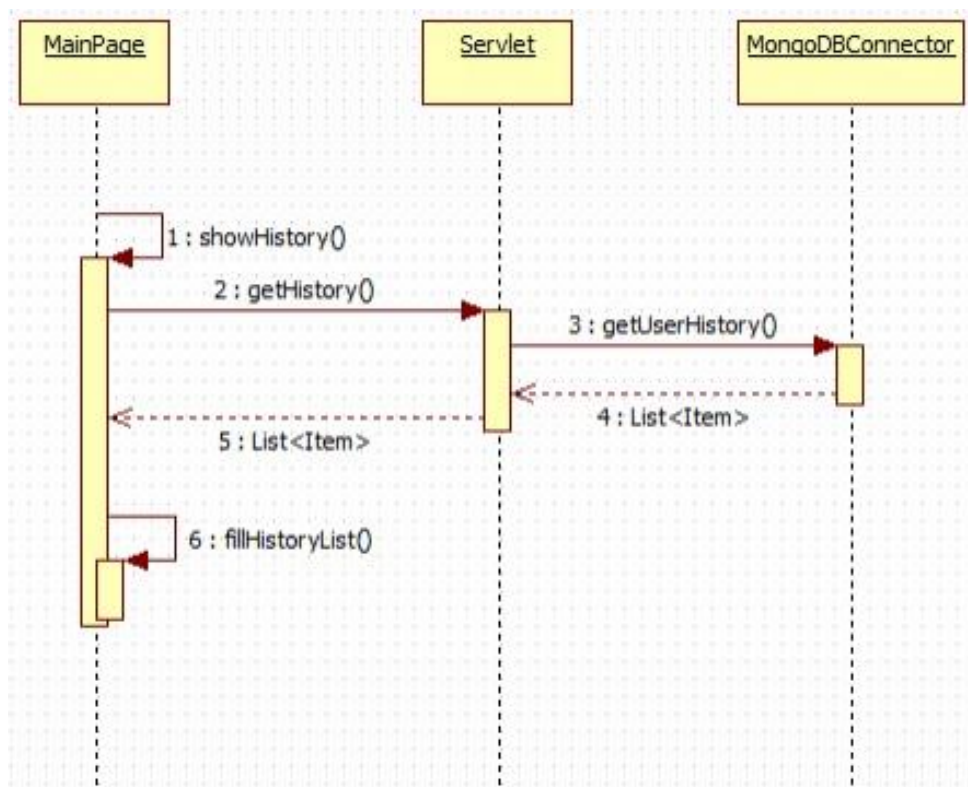 MainPage
Servlet
MongoDBConnector
1 : showHistory()
2 : getHistory()
3 : getUserHistory()
4 : List<Item>
5 : List<Item>
6 : fillHistoryList()